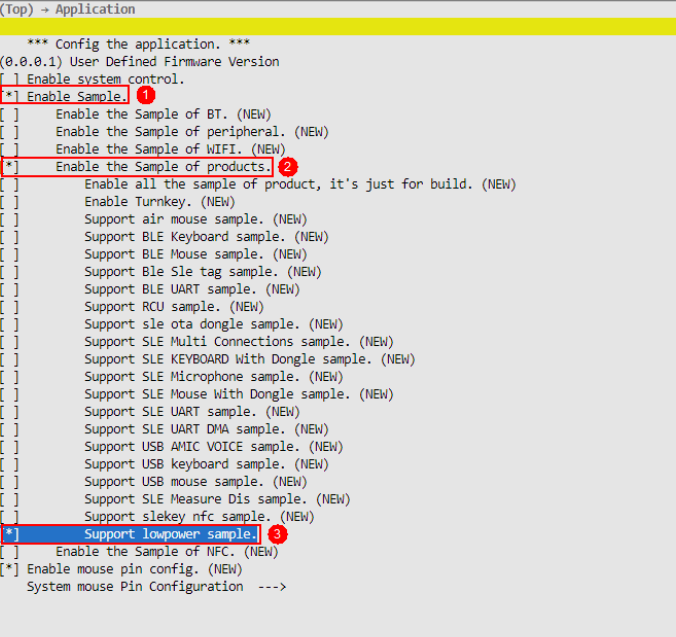 (Top) → Application
*** Config the application. ***
(0.0.0.1) User Defined Firmware Version
[ ] Enable system control.
[*] Enable Sample. 1
[ ] Enable the Sample of BT. (NEW)
[ ] Enable the Sample of peripheral. (NEW)
[ ] Enable the Sample of WIFI. (NEW)
[*] Enable the Sample of products. 2
[ ] Enable all the sample of product, it's just for build. (NEW)
[ ] Enable Turnkey. (NEW)
[ ] Support air mouse sample. (NEW)
[ ] Support BLE Keyboard sample. (NEW)
[ ] Support BLE Mouse sample. (NEW)
[ ] Support Ble Sle tag sample. (NEW)
[ ] Support BLE UART sample. (NEW)
[ ] Support RCU sample. (NEW)
[ ] Support sle ota dongle sample. (NEW)
[ ] Support SLE Multi Connections sample. (NEW)
[ ] Support SLE KEYBOARD With Dongle sample. (NEW)
[ ] Support SLE Microphone sample. (NEW)
[ ] Support SLE Mouse With Dongle sample. (NEW)
[ ] Support SLE UART sample. (NEW)
[ ] Support SLE UART DMA sample. (NEW)
[ ] Support USB AMIC VOICE sample. (NEW)
[ ] Support USB keyboard sample. (NEW)
[ ] Support USB mouse sample. (NEW)
[ ] Support SLE Measure Dis sample. (NEW)
[ ] Support slekey nfc sample. (NEW)
[*] Support lowpower sample. 3
[ ] Enable the Sample of NFC. (NEW)
[*] Enable mouse pin config. (NEW)
System mouse Pin Configuration --->